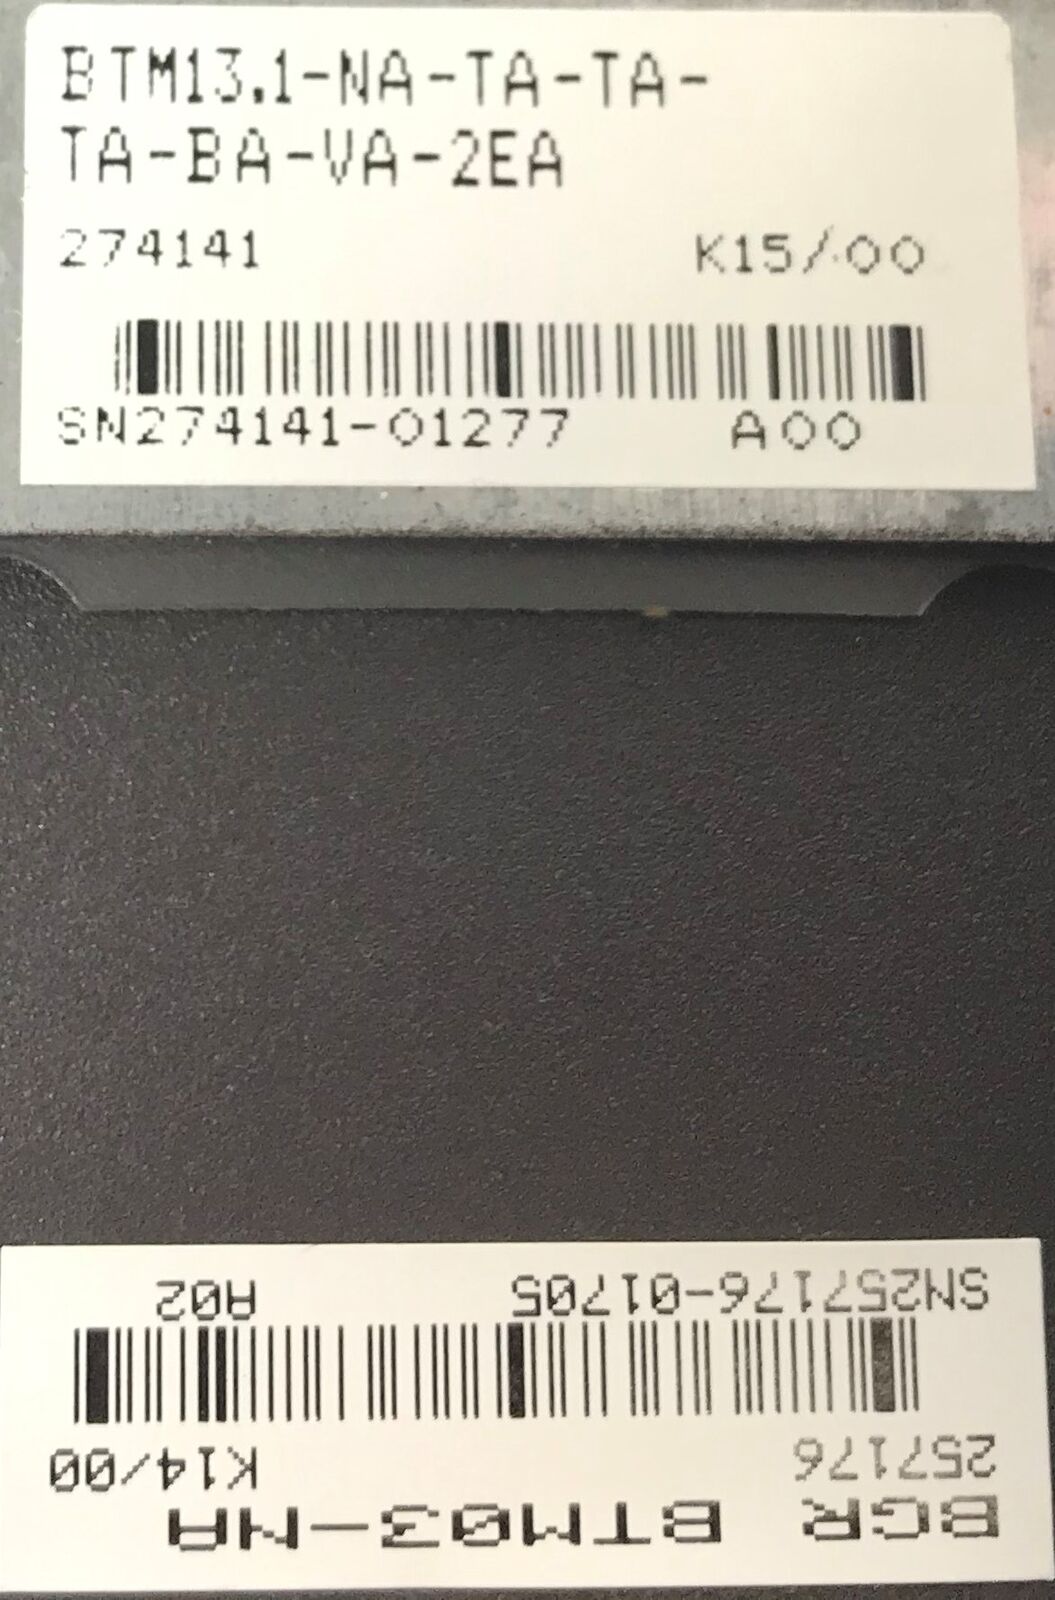 BTM13.1-NA-TA-TA-
TA-BA-VA-2EA
274141 K15/00
SN274141-01277 A00
BGR BTM03-NA
257176 K14/00
SN257176-01705 A02